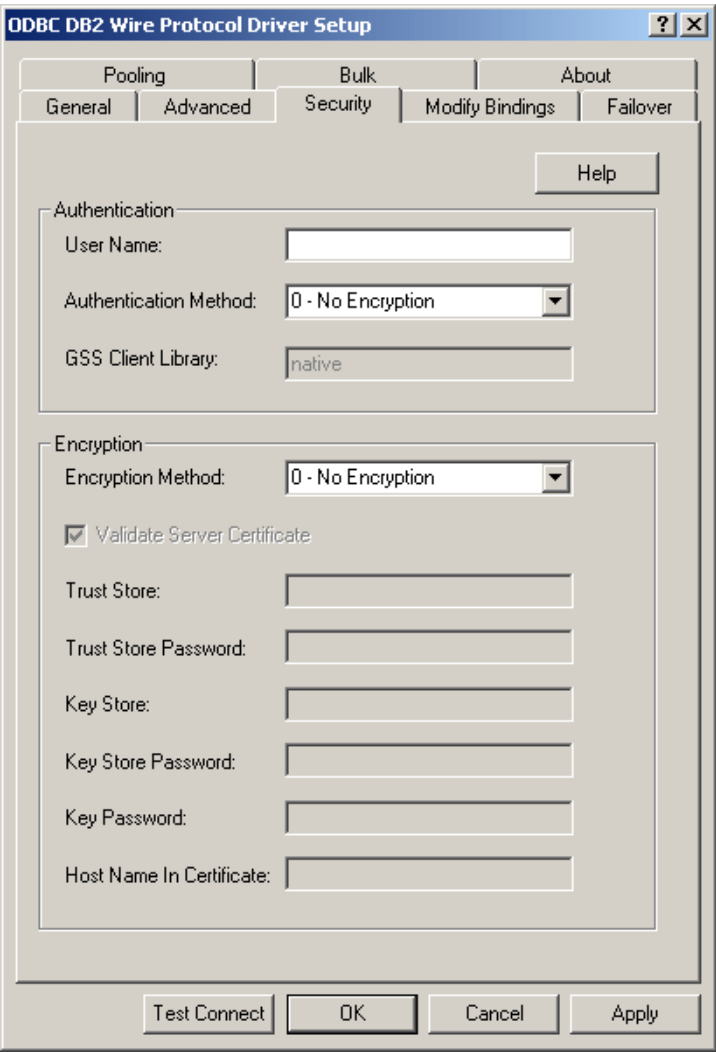 ODBC DB2 Wire Protocol Driver Setup
Pooling Bulk About
General Advanced Security Modify Bindings Failover
Help
Authentication
User Name:
Authentication Method: 0 - No Encryption
GSS Client Library: native
Encryption
Encryption Method: 0 - No Encryption
Validate Server Certificate
Trust Store:
Trust Store Password:
Key Store:
Key Store Password:
Key Password:
Host Name In Certificate:
Test Connect OK Cancel Apply